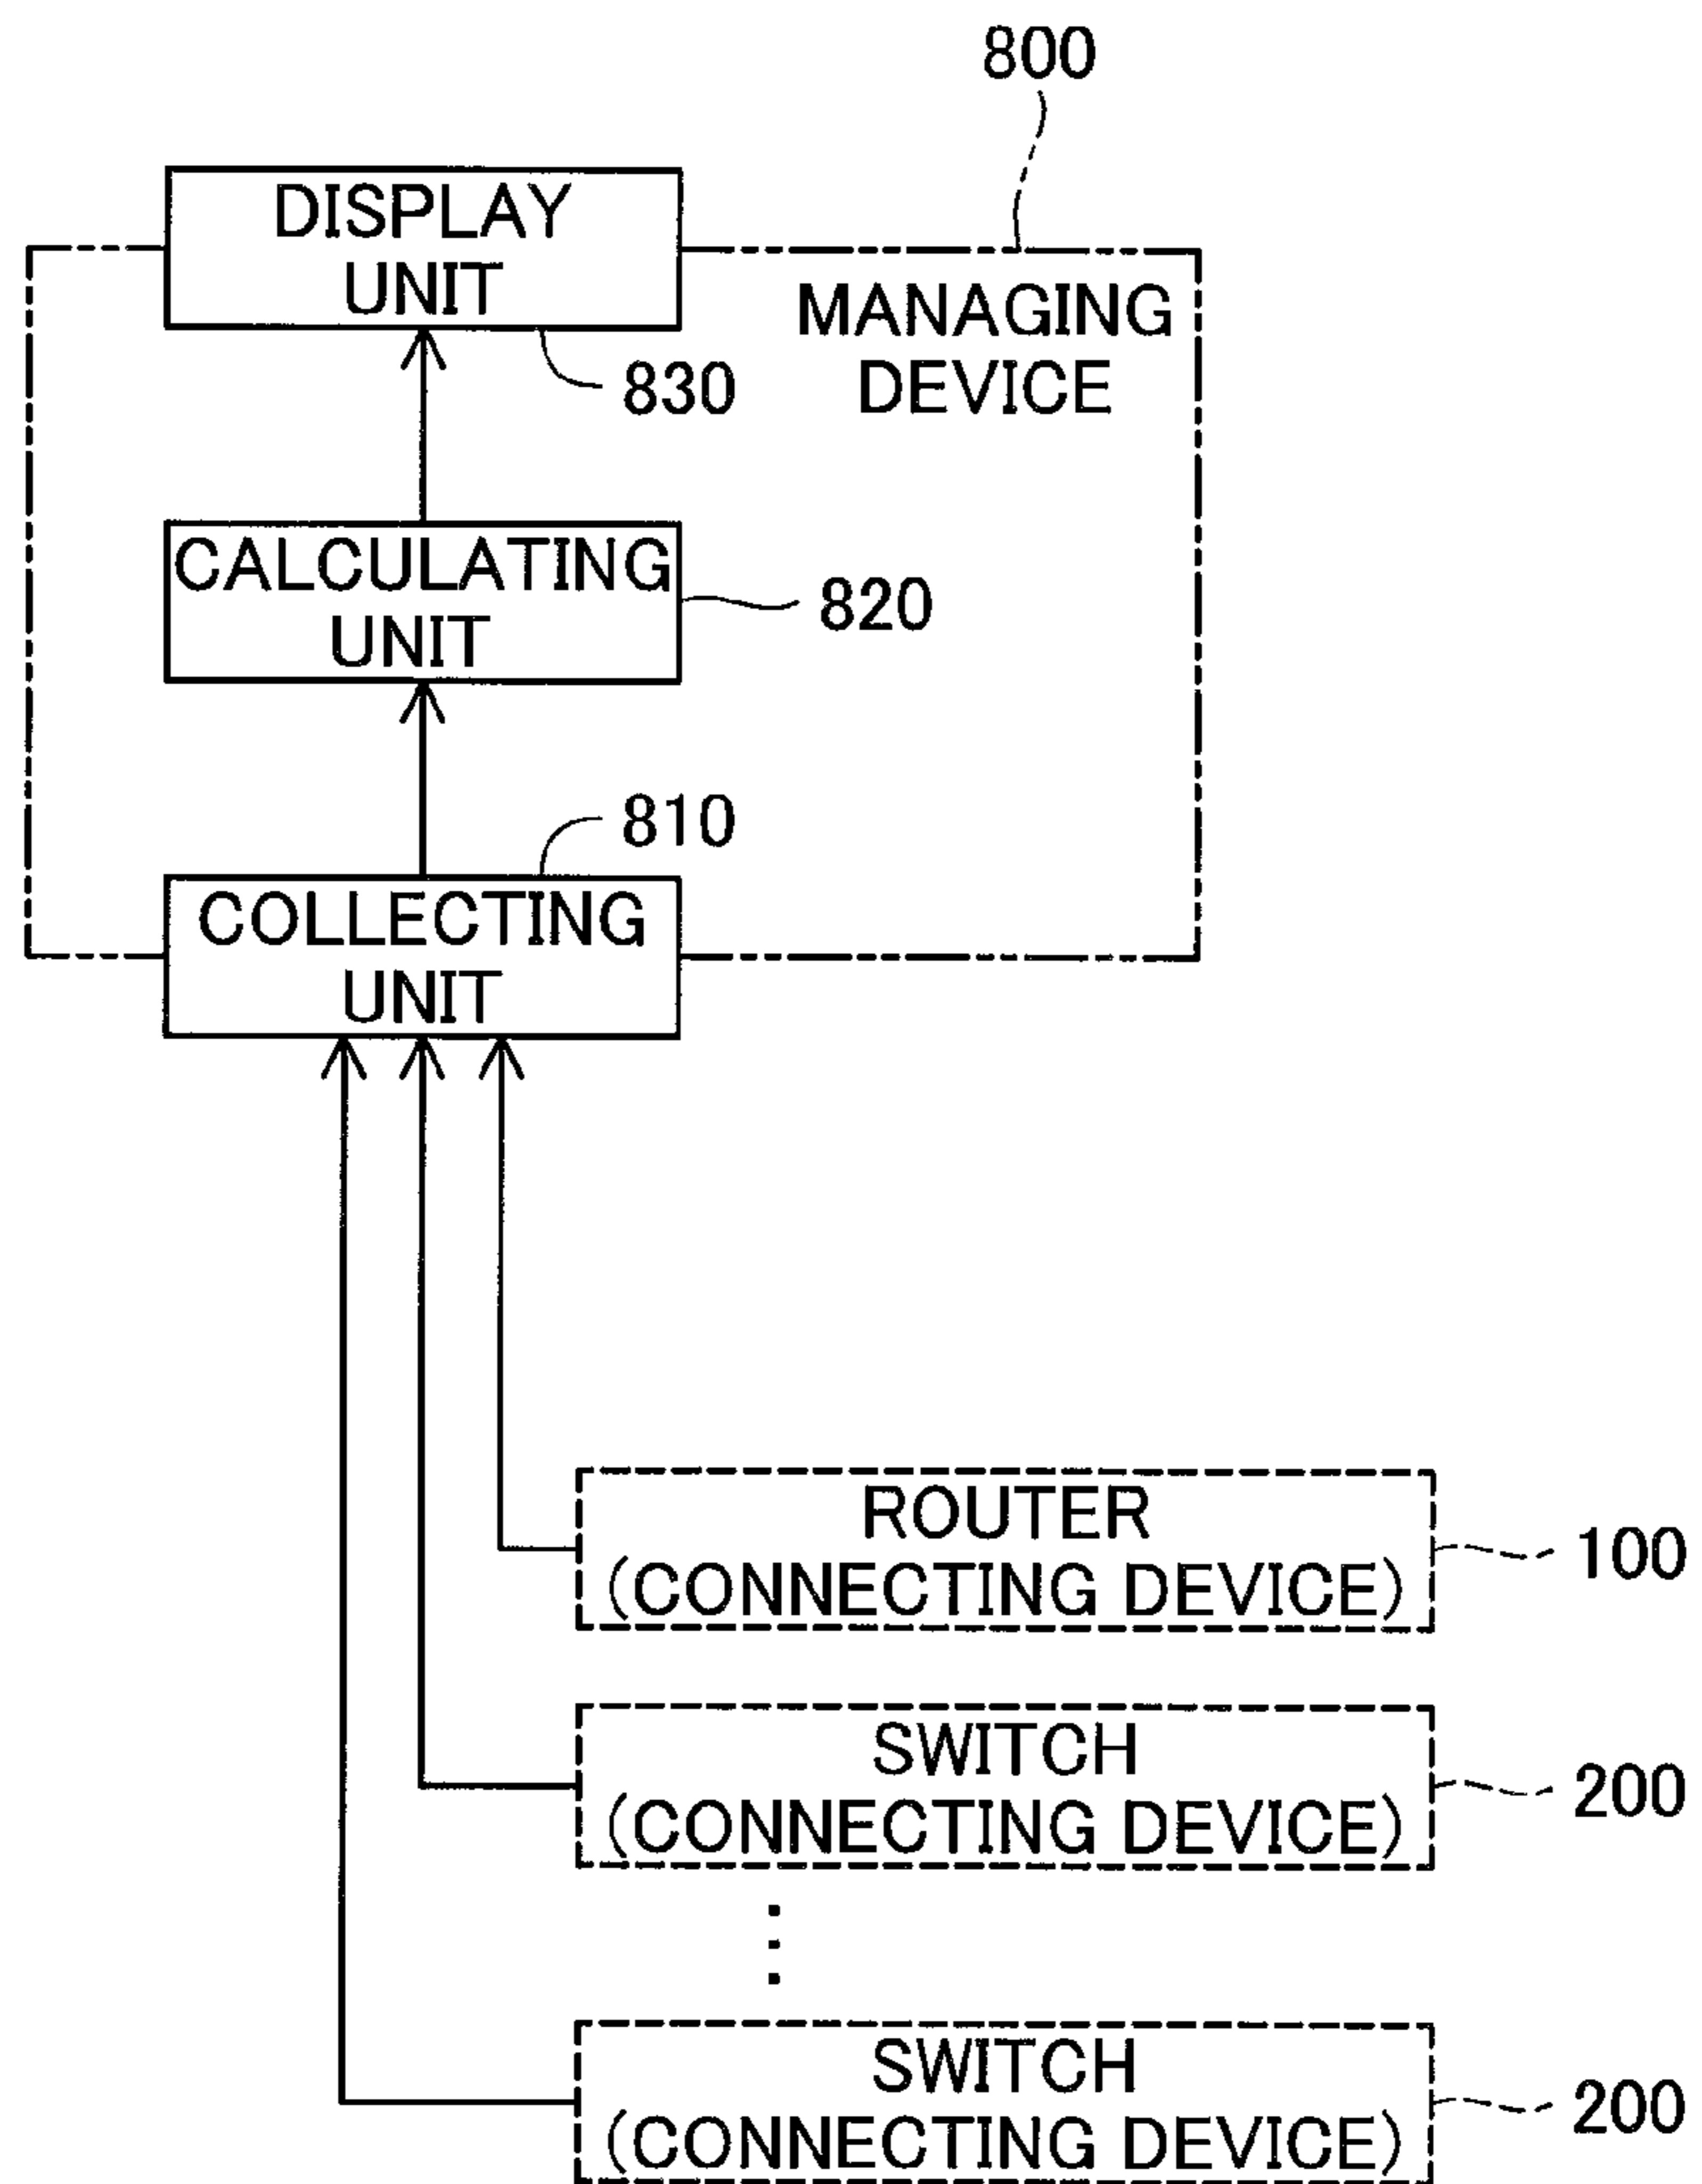 800
DISPLAY
UNIT
MANAGING
DEVICE
830
CALCULATING
UNIT
820
810
COLLECTING
UNIT
ROUTER
(CONNECTING DEVICE)
100
SWITCH
(CONNECTING DEVICE)
200
SWITCH
(CONNECTING DEVICE)
200